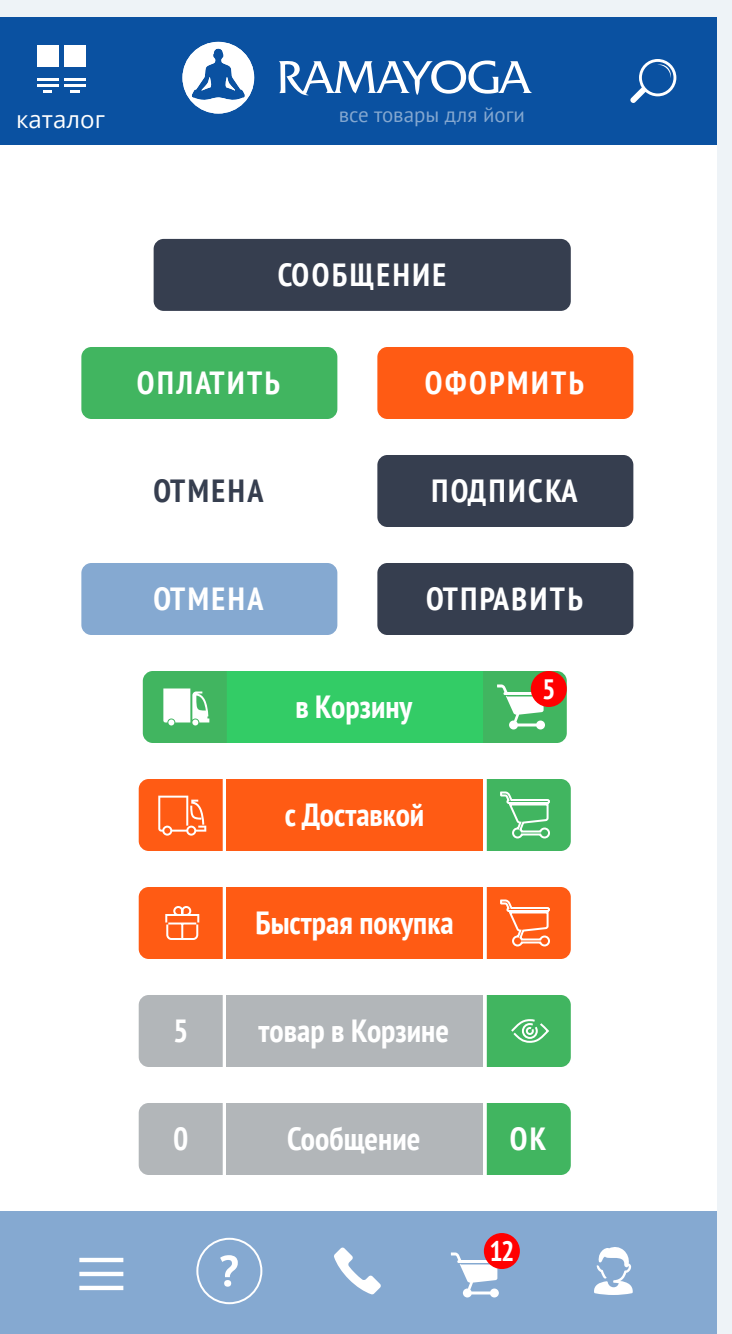 RAMAYOGA
каталог
все товары для йоги
СООБЩЕНИЕ
ОПЛАТИТЬ
ОФОРМИТЬ
ОТМЕНА
ПОДПИСКА
ОТМЕНА
ОТПРАВИТЬ
в Корзину
5
с Доставкой
Быстрая покупка
5
товар в Корзине
0
Сообщение
ОК
?
12